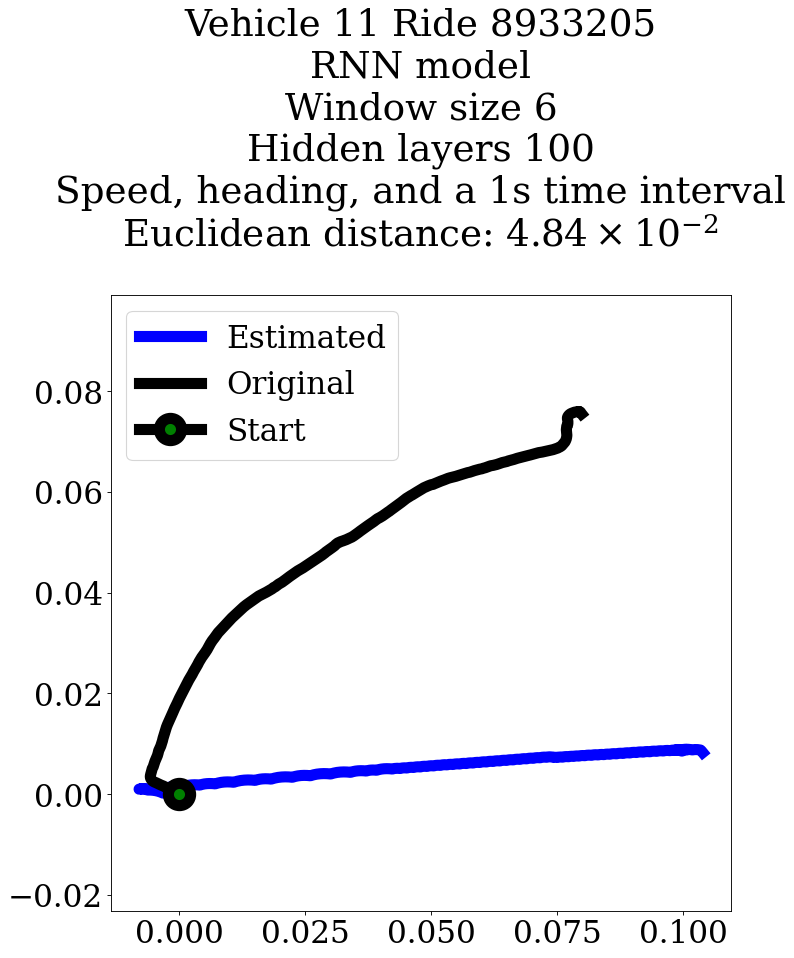 Vehicle 11 Ride 8933205
RNN model
Window size 6
Hidden layers 100
Speed, heading, and a 1s time interval
Euclidean distance: 4.84 × 10⁻²
Estimated
Original
Start
0.08
0.06
0.04
0.02
0.00
−0.02
0.000 0.025 0.050 0.075 0.100